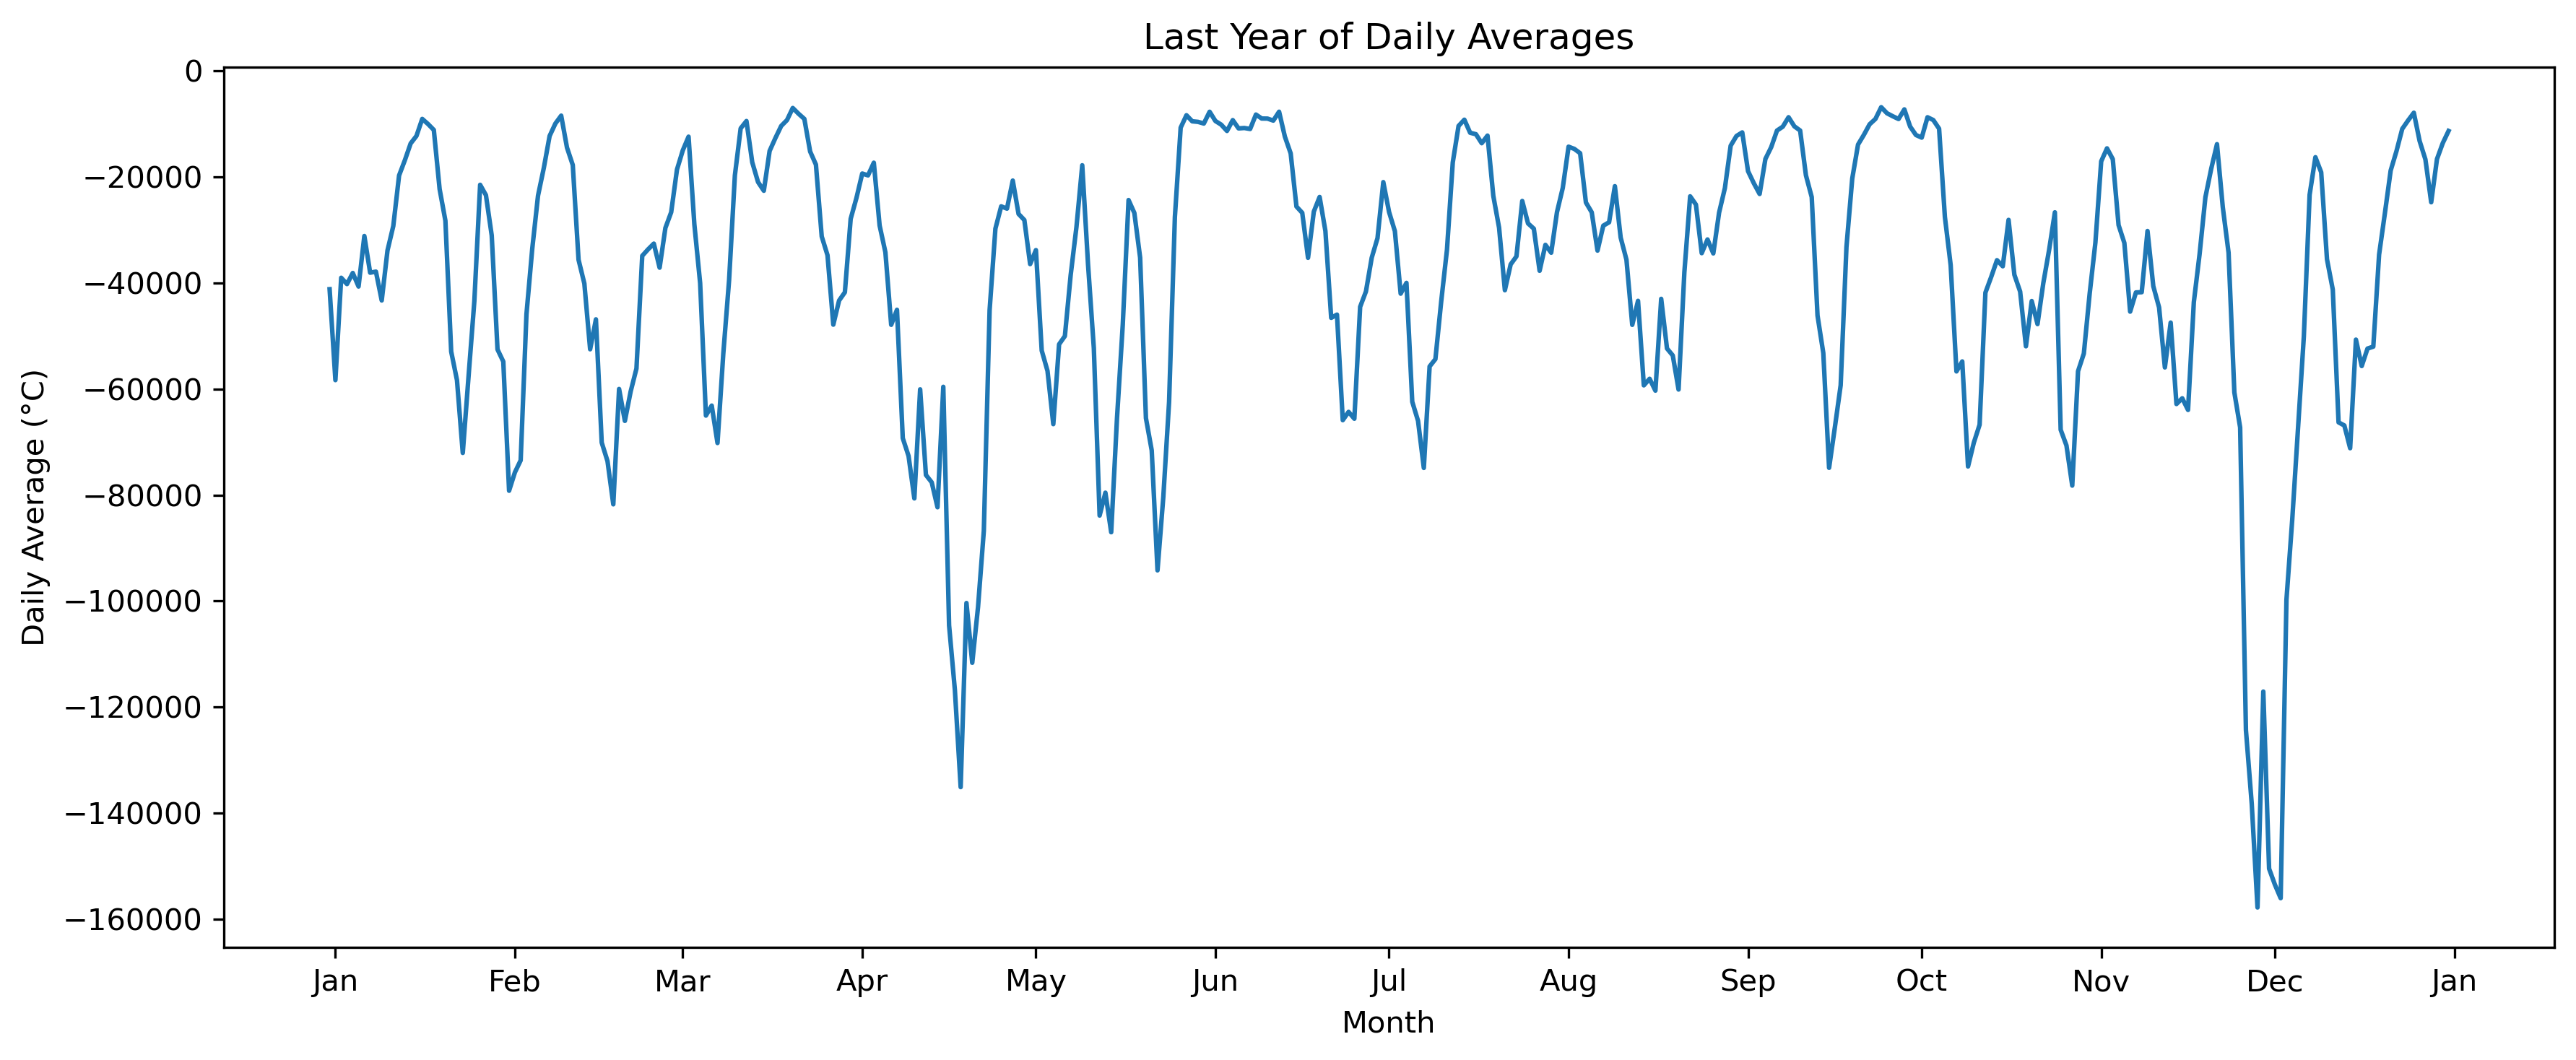 Last Year of Daily Averages
Daily Average (°C)
0
−20000
−40000
−60000
−80000
−100000
−120000
−140000
−160000
Jan Feb Mar Apr May Jun Jul Aug Sep Oct Nov Dec Jan
Month